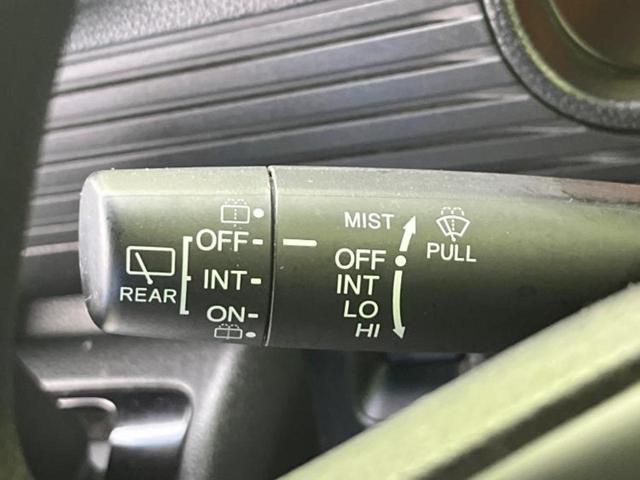 REAR
OFF
INT
ON
MIST
OFF
INT
LO
HI
PULL